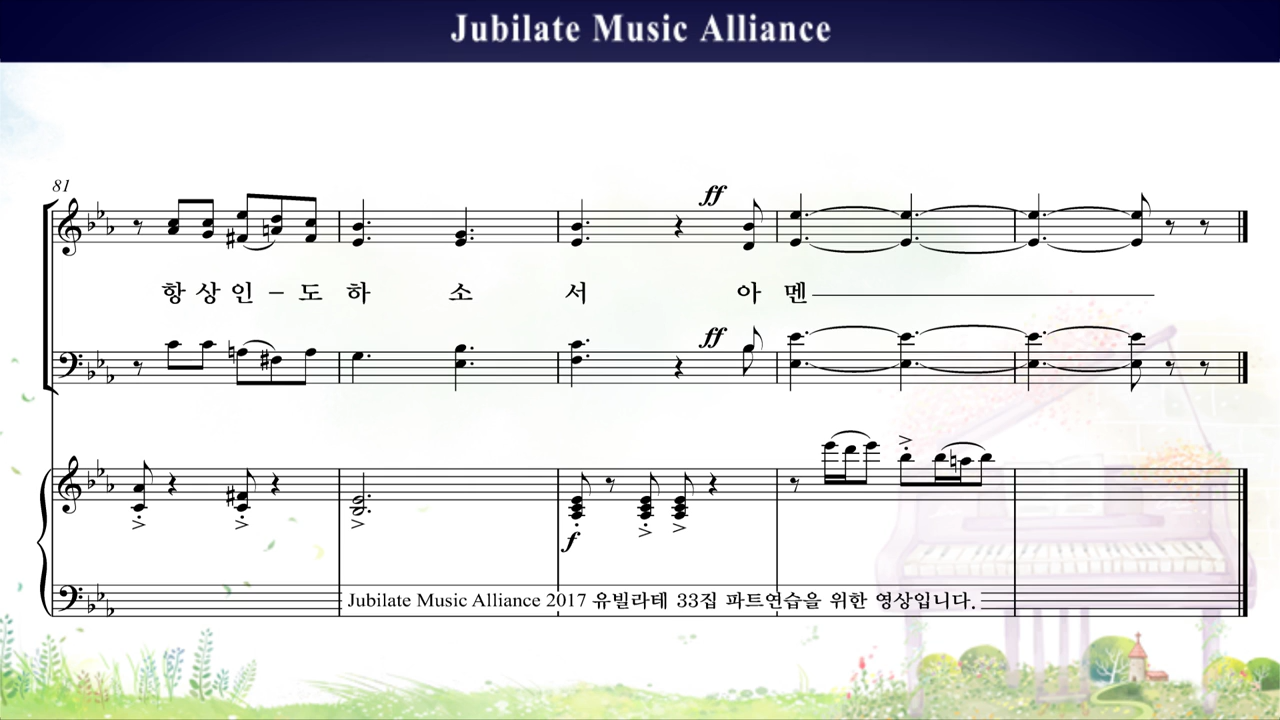 Jubilate Music Alliance
81
ff
항 상 인 - 도 하 소 서 아 멘
ff
f
Jubilate Music Alliance 2017 유빌라테 33집 파트연습을 위한 영상입니다.